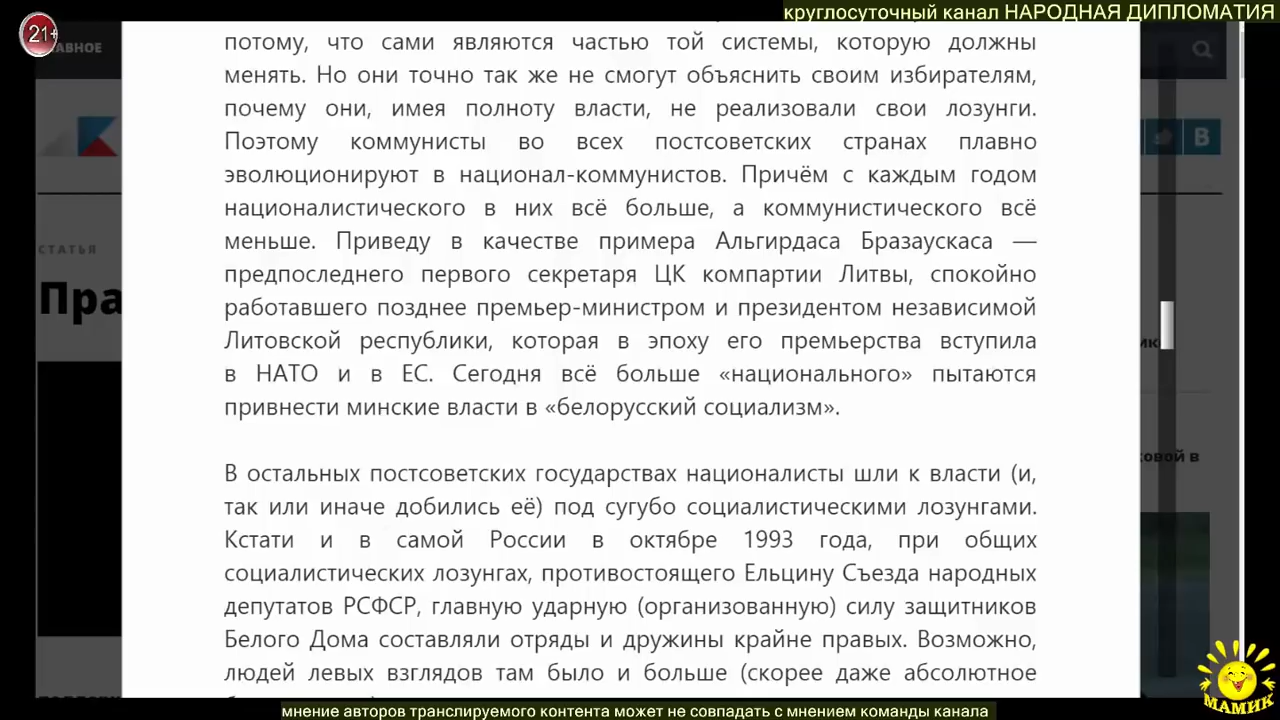 круглосуточный канал НАРОДНАЯ ДИПЛОМАТИЯ
21+
АВНОЕ
потому, что сами являются частью той системы, которую должны
менять. Но они точно так же не смогут объяснить своим избирателям,
почему они, имея полноту власти, не реализовали свои лозунги.
Поэтому коммунисты во всех постсоветских странах плавно
эволюционируют в национал-коммунистов. Причём с каждым годом
националистического в них всё больше, а коммунистического всё
меньше. Приведу в качестве примера Альгирдаса Бразаускаса —
предпоследнего первого секретаря ЦК компартии Литвы, спокойно
работавшего позднее премьер-министром и президентом независимой
Литовской республики, которая в эпоху его премьерства вступила
в НАТО и в ЕС. Сегодня всё больше «национального» пытаются
привнести минские власти в «белорусский социализм».
СТАТЬЯ
Пра
В остальных постсоветских государствах националисты шли к власти (и,
так или иначе добились её) под сугубо социалистическими лозунгами.
Кстати и в самой России в октябре 1993 года, при общих
социалистических лозунгах, противостоящего Ельцину Съезда народных
депутатов РСФСР, главную ударную (организованную) силу защитников
Белого Дома составляли отряды и дружины крайне правых. Возможно,
людей левых взглядов там было и больше (скорее даже абсолютное
ковой в
В
МАМИК
мнение авторов транслируемого контента может не совпадать с мнением команды канала